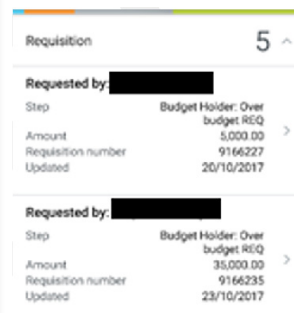 Requisition 5
Requested by:
Step Budget Holder: Over
budget REQ
Amount 5,000.00
Requisition number 9166227
Updated 20/10/2017
Requested by:
Step Budget Holder: Over
budget REQ
Amount 35,000.00
Requisition number 9166235
Updated 23/10/2017